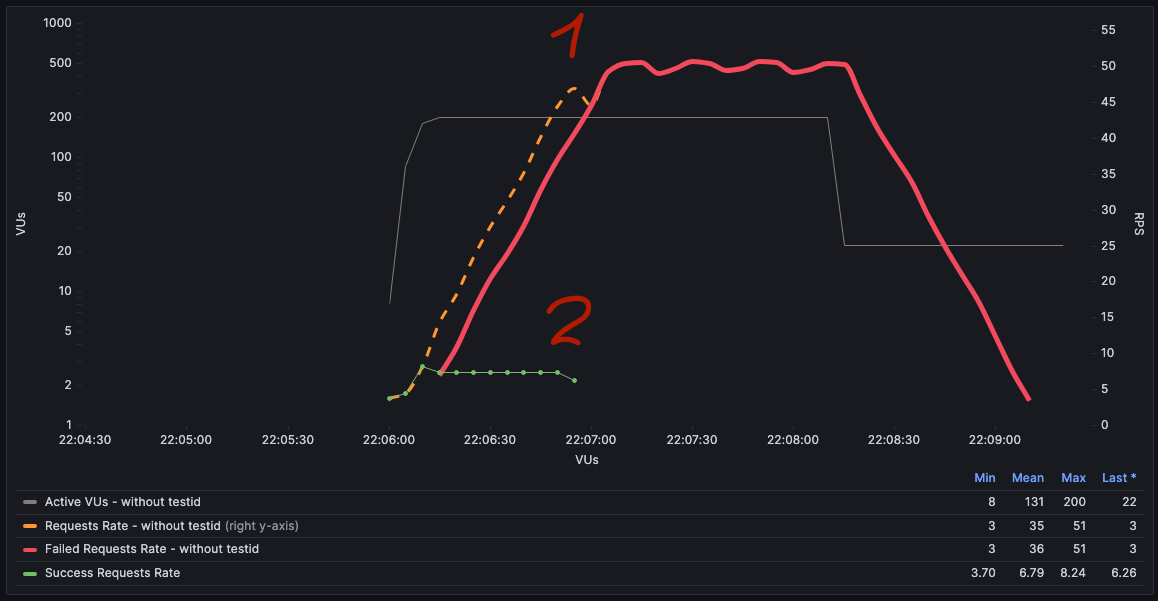 1000
500
200
100
50
20
10
5
2
1
VUs
55
50
45
40
35
30
25
20
15
10
5
0
RPS
1
2
22:04:30 22:05:00 22:05:30 22:06:00 22:06:30 22:07:00 22:07:30 22:08:00 22:08:30 22:09:00
VUs
Min Mean Max Last *
Active VUs - without testid 8 131 200 22
Requests Rate - without testid (right y-axis) 3 35 51 3
Failed Requests Rate - without testid 3 36 51 3
Success Requests Rate 3.70 6.79 8.24 6.26